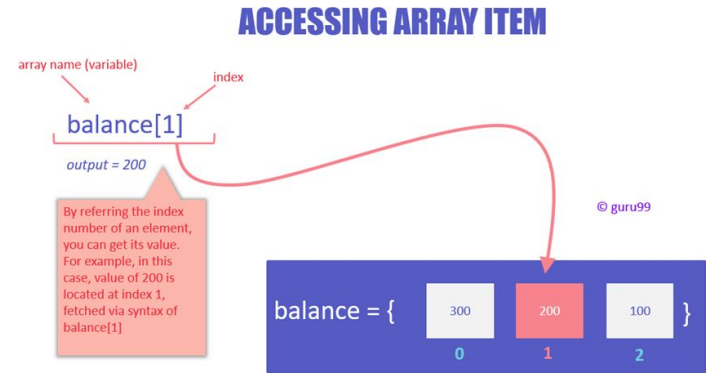 ACCESSING ARRAY ITEM
array name (variable)
index
balance[1]
output = 200
By referring the index
number of an element,
you can get its value.
For example, in this
case, value of 200 is
located at index 1,
fetched via syntax of
balance[1]
© guru99
balance = { 300 200 100 }
0 1 2